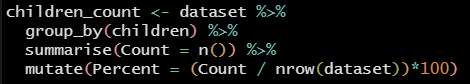 children_count <- dataset %>%
  group_by(children) %>%
  summarise(Count = n()) %>%
  mutate(Percent = (Count / nrow(dataset))*100)